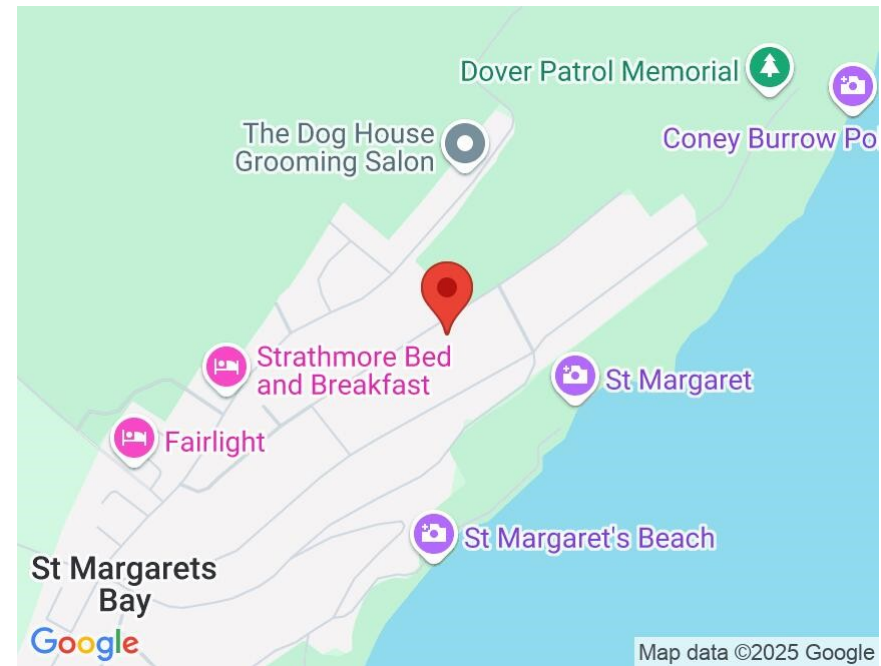 Dover Patrol Memorial
The Dog House
Grooming Salon
Coney Burrow Po
Strathmore Bed
and Breakfast
St Margaret
Fairlight
St Margaret's Beach
St Margarets
Bay
Google
Map data ©2025 Google